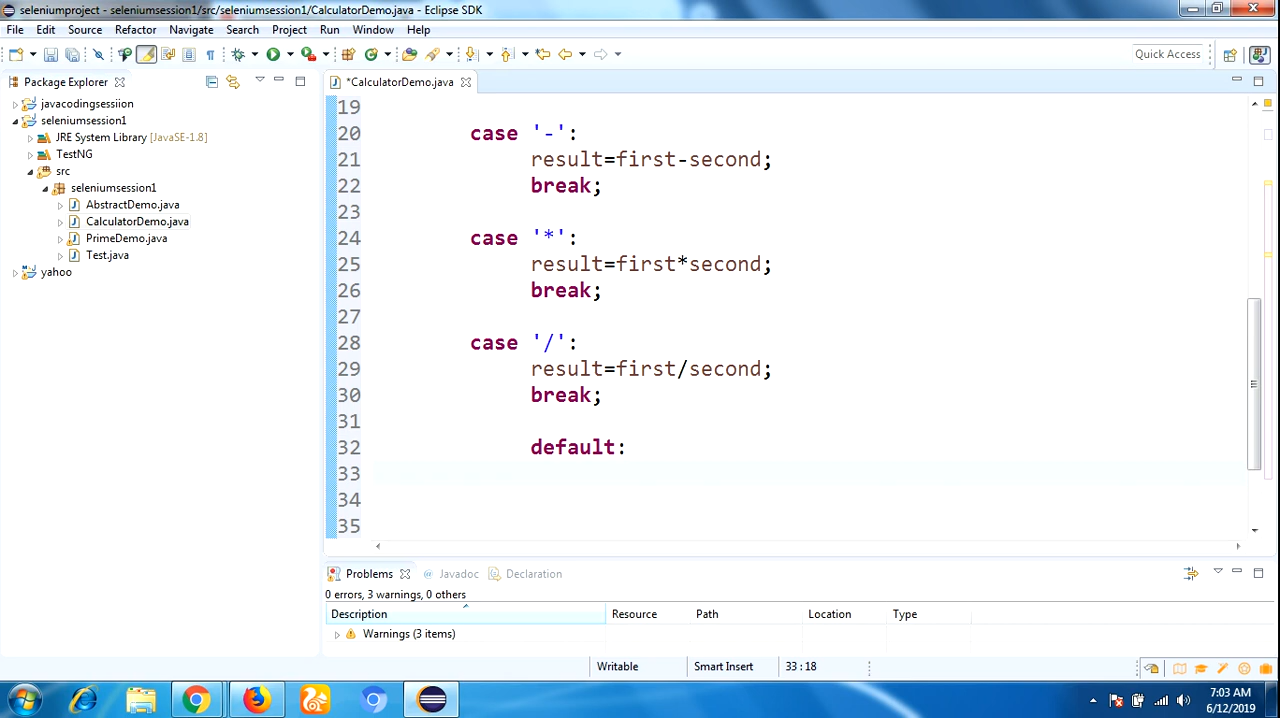 seleniumproject - seleniumsession1/src/seleniumsession1/CalculatorDemo.java - Eclipse SDK
File Edit Source Refactor Navigate Search Project Run Window Help
Quick Access
Package Explorer
javacodingsessiion
seleniumsession1
JRE System Library [JavaSE-1.8]
TestNG
src
seleniumsession1
AbstractDemo.java
CalculatorDemo.java
PrimeDemo.java
Test.java
yahoo
*CalculatorDemo.java
19
20 case '-':
21 result=first-second;
22 break;
23
24 case '*':
25 result=first*second;
26 break;
27
28 case '/':
29 result=first/second;
30 break;
31
32 default:
33
34
35
Problems Javadoc Declaration
0 errors, 3 warnings, 0 others
Description Resource Path Location Type
Warnings (3 items)
Writable Smart Insert 33 : 18
7:03 AM
6/12/2019